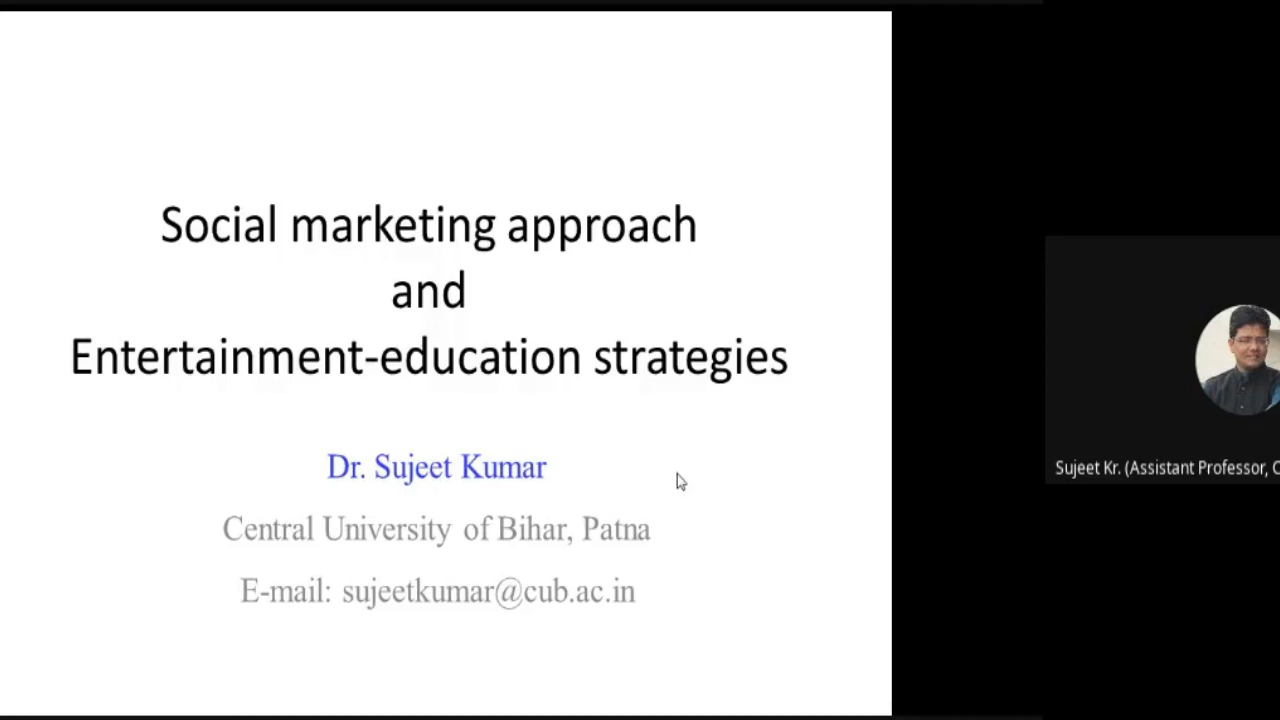 Social marketing approach
and
Entertainment-education strategies
Dr. Sujeet Kumar
Central University of Bihar, Patna
E-mail: sujeetkumar@cub.ac.in
Sujeet Kr. (Assistant Professor,